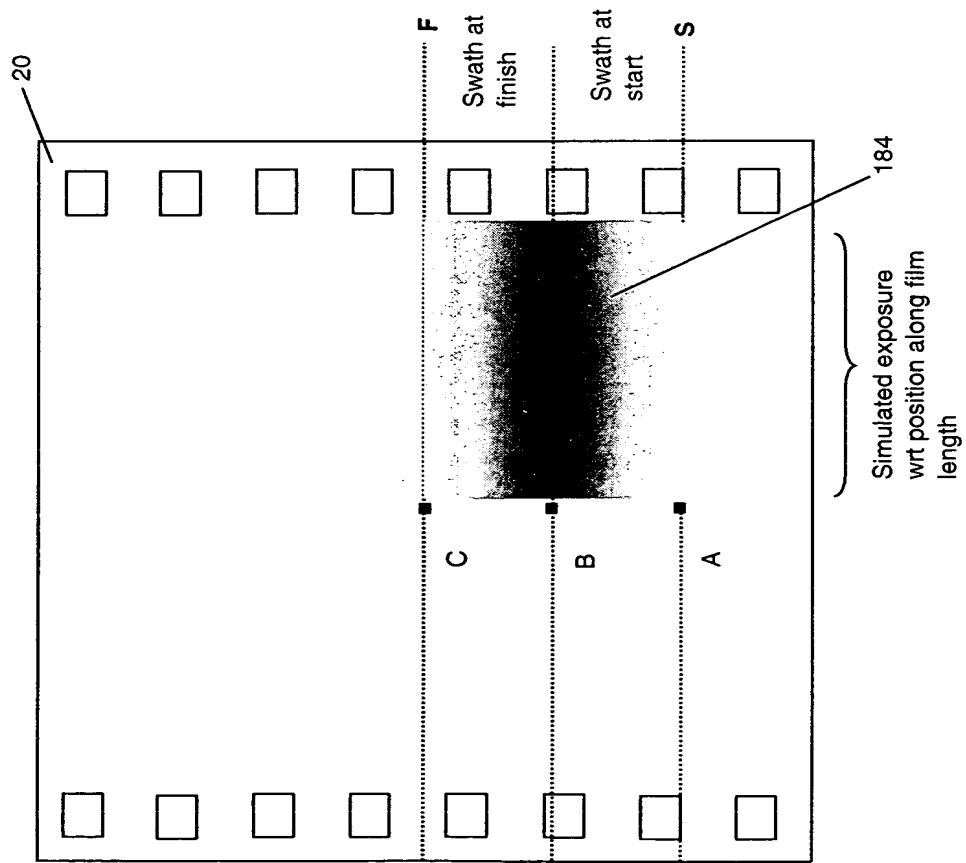 20
F
Swath at
finish
Swath at
start
S
184
C
B
A
Simulated exposure
wrt position along film
length